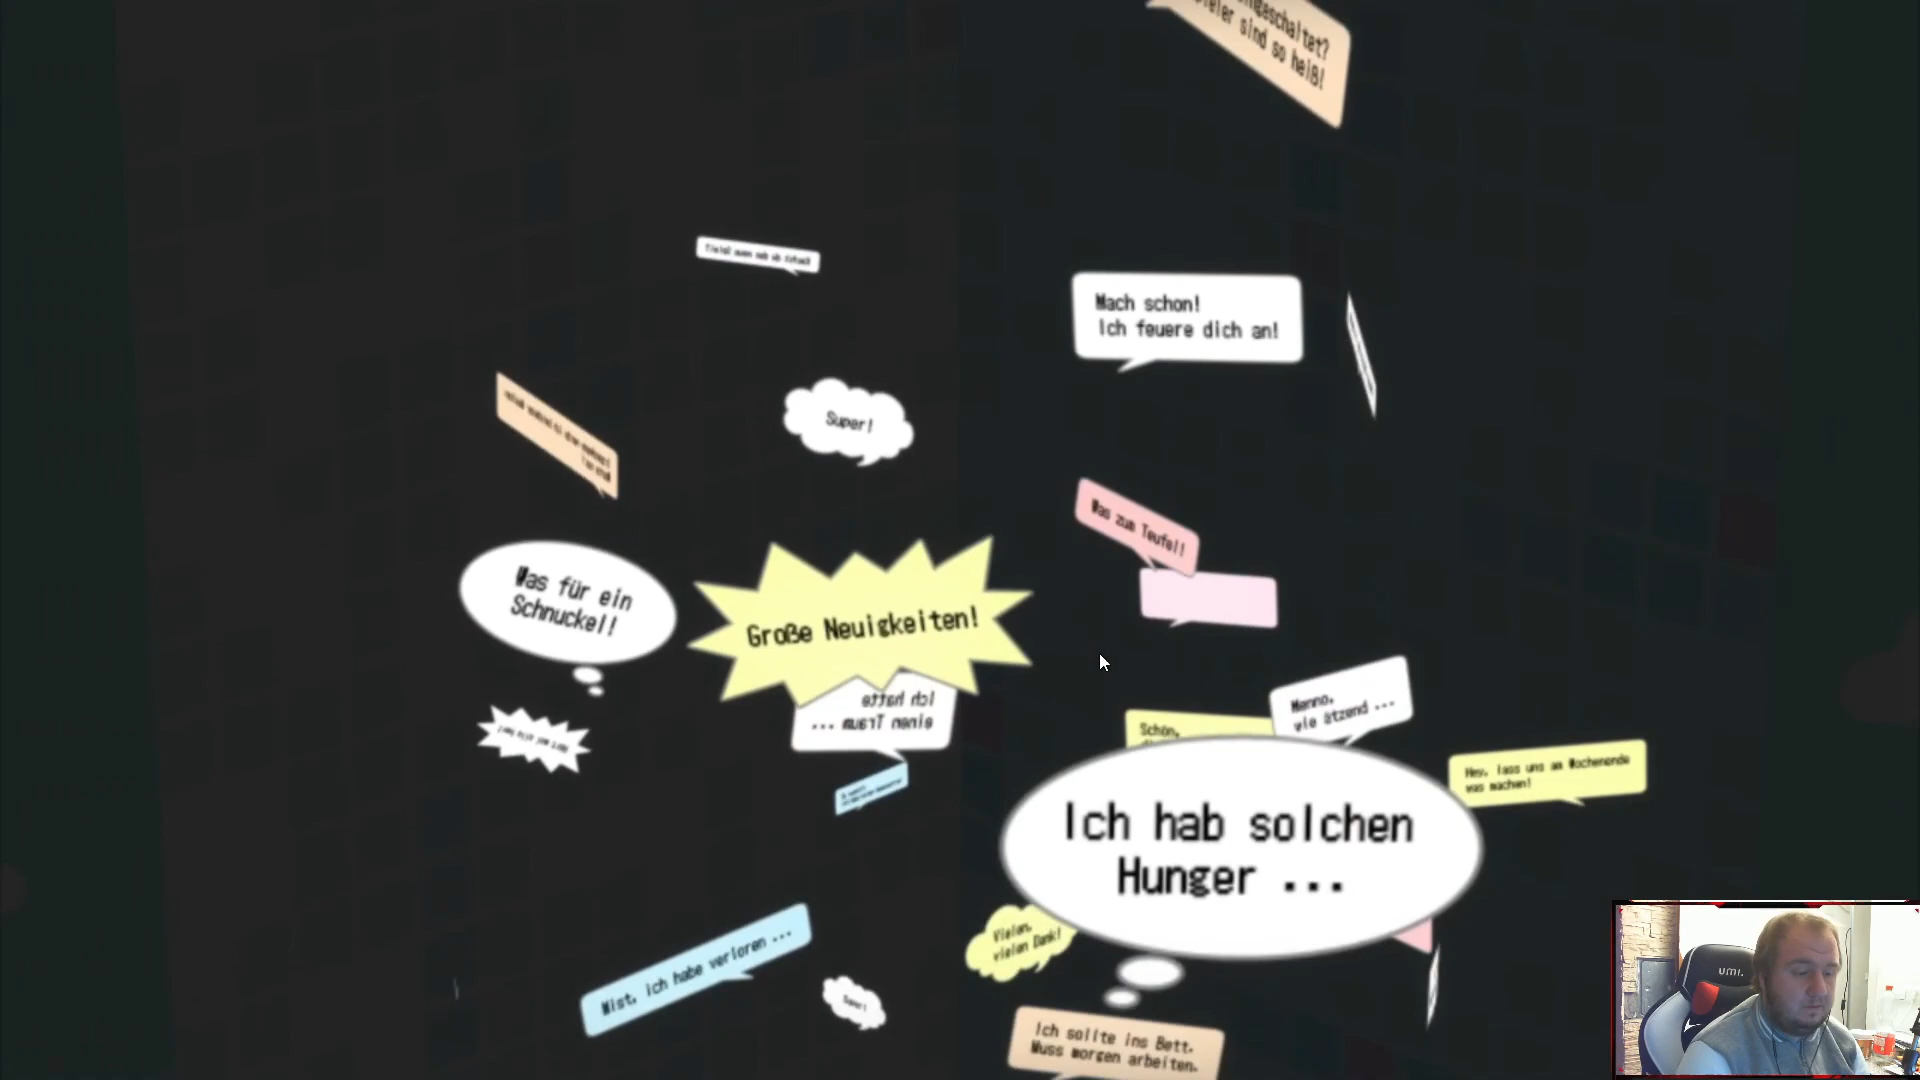 geschaltet?
sind so heiß!
Mach schon!
Ich feuere dich an!
Super!
Was zum Teufel!
Was für ein
Schnuckel!
Große Neuigkeiten!
Ich hatte
einen Traum ...
Schön,
Menno,
wie ätzend ...
Hey, lass uns am Wochenende
was machen!
Ich hab solchen
Hunger ...
Vielen,
vielen Dank!
Mist, ich habe verloren ...
Super!
Ich sollte ins Bett.
Muss morgen arbeiten.
umi.